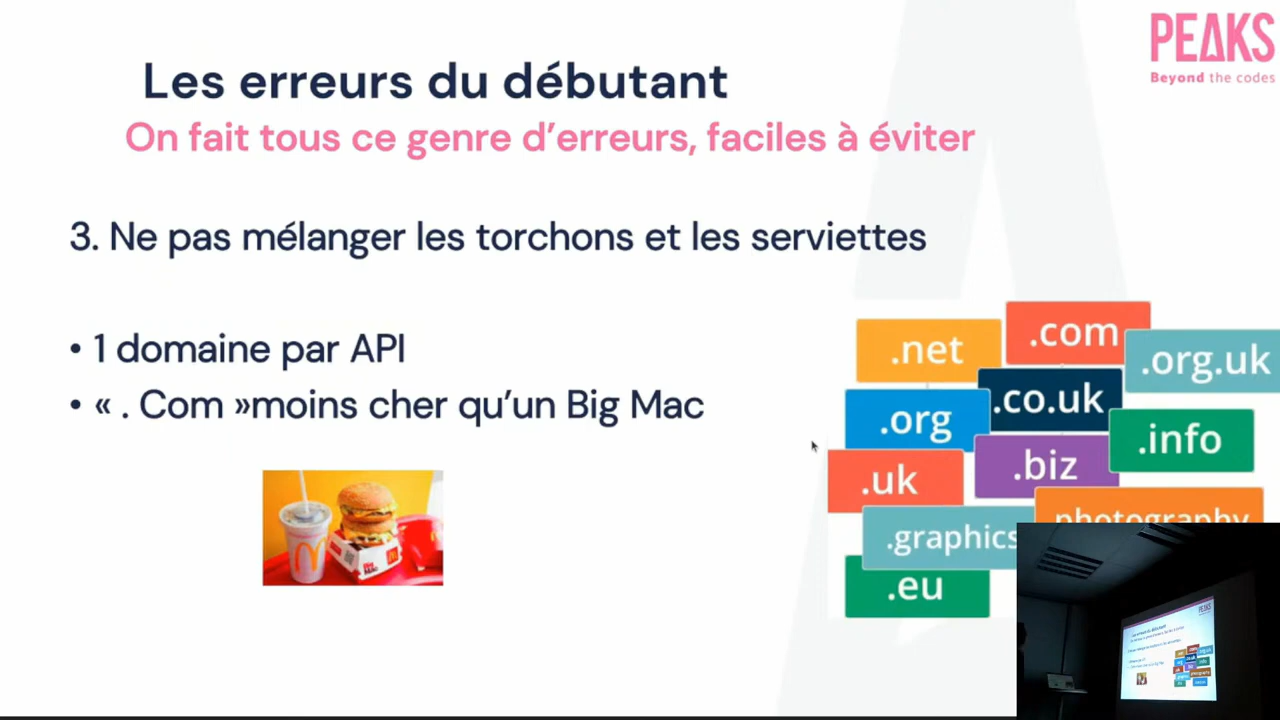 PEAKS
Beyond the codes
Les erreurs du débutant
On fait tous ce genre d'erreurs, faciles à éviter
3. Ne pas mélanger les torchons et les serviettes
• 1 domaine par API
• « . Com »moins cher qu'un Big Mac
.net
.com
.org.uk
.org
.co.uk
.info
.uk
.biz
photography
.graphics
.eu